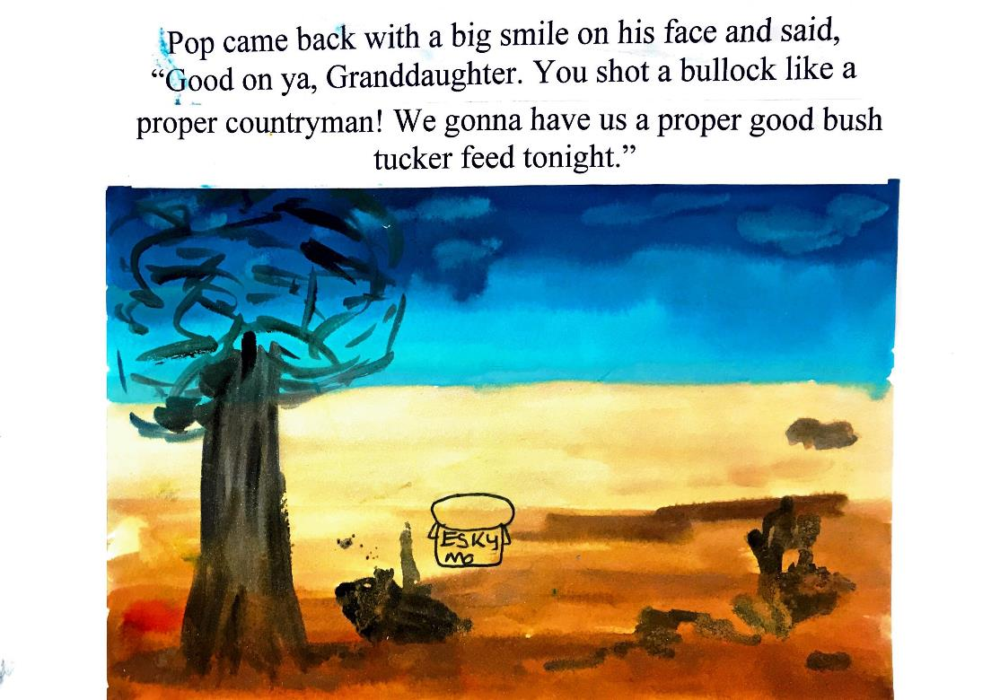 Pop came back with a big smile on his face and said,
“Good on ya, Granddaughter. You shot a bullock like a
proper countryman! We gonna have us a proper good bush
tucker feed tonight.”
ESKY
MO